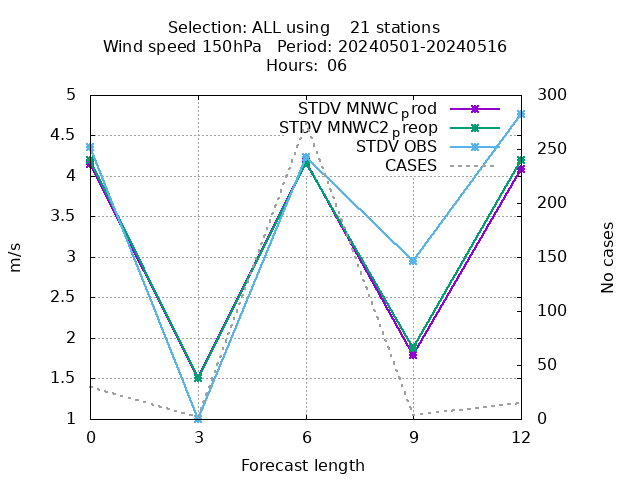 Selection: ALL using    21 stations
Wind speed 150hPa   Period: 20240501-20240516
Hours:  06
5 300
STDV MNWC_prod
4.5 STDV MNWC2_preop
STDV OBS 250
4 CASES
3.5 200
m/s 3 150 No cases
2.5
2 100
1.5 50
1 0
0 3 6 9 12
Forecast length